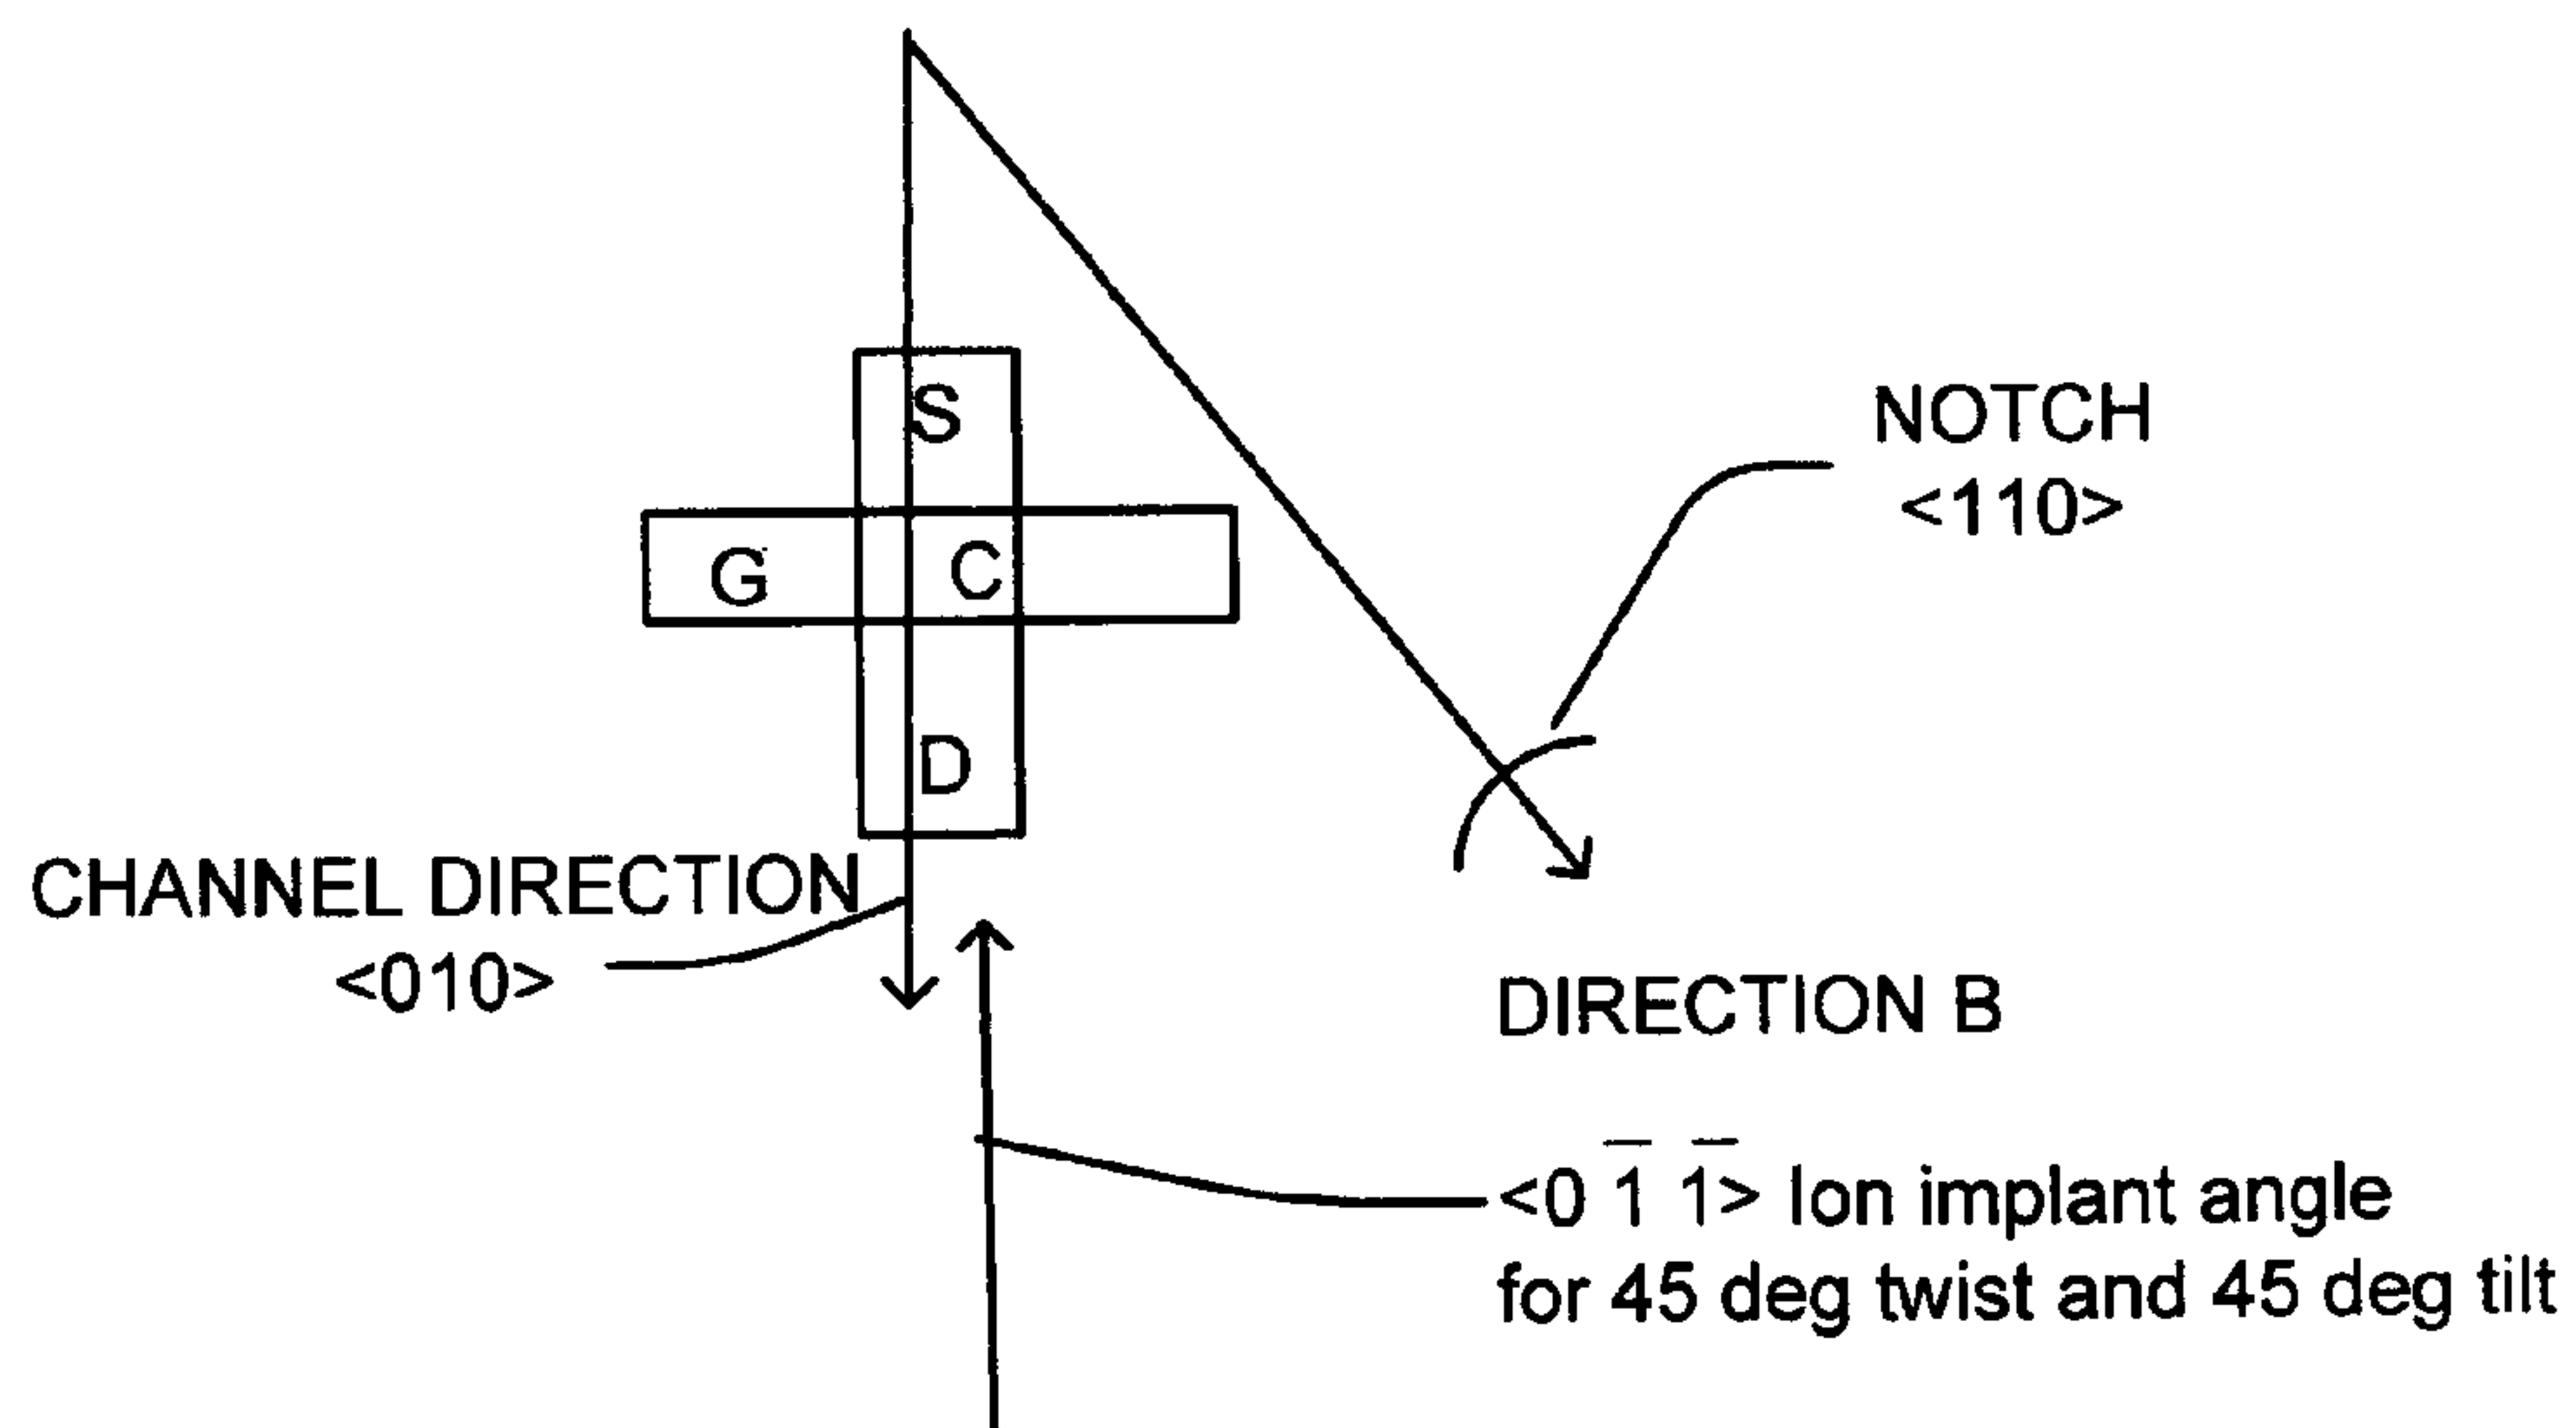 S
NOTCH
<110>
G
C
D
CHANNEL DIRECTION
<010>
DIRECTION B
<0 1̅ 1̅> Ion implant angle
for 45 deg twist and 45 deg tilt